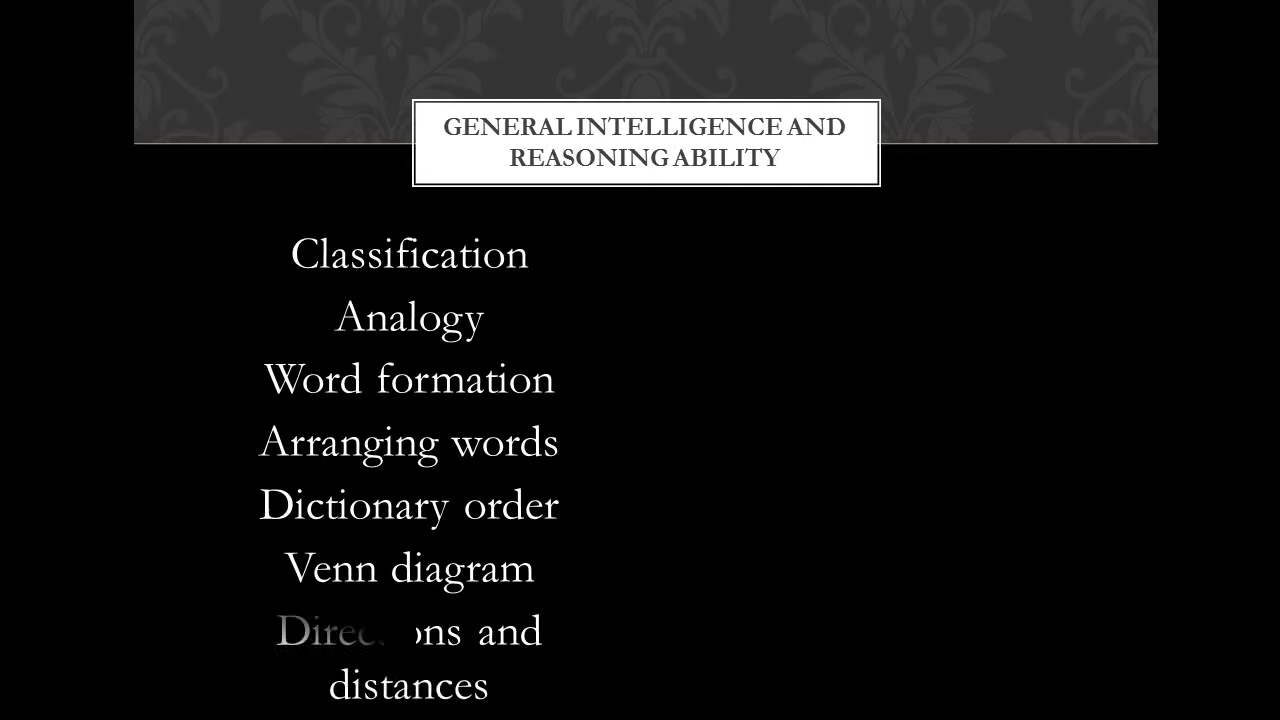 GENERAL INTELLIGENCE AND
REASONING ABILITY
Classification
Analogy
Word formation
Arranging words
Dictionary order
Venn diagram
and
distances